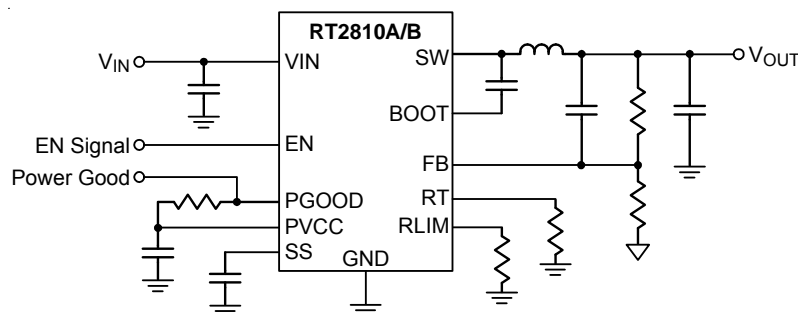 RT2810A/B
VIN
VIN
SW
VOUT
BOOT
EN Signal
EN
FB
Power Good
PGOOD
RT
PVCC
RLIM
SS
GND